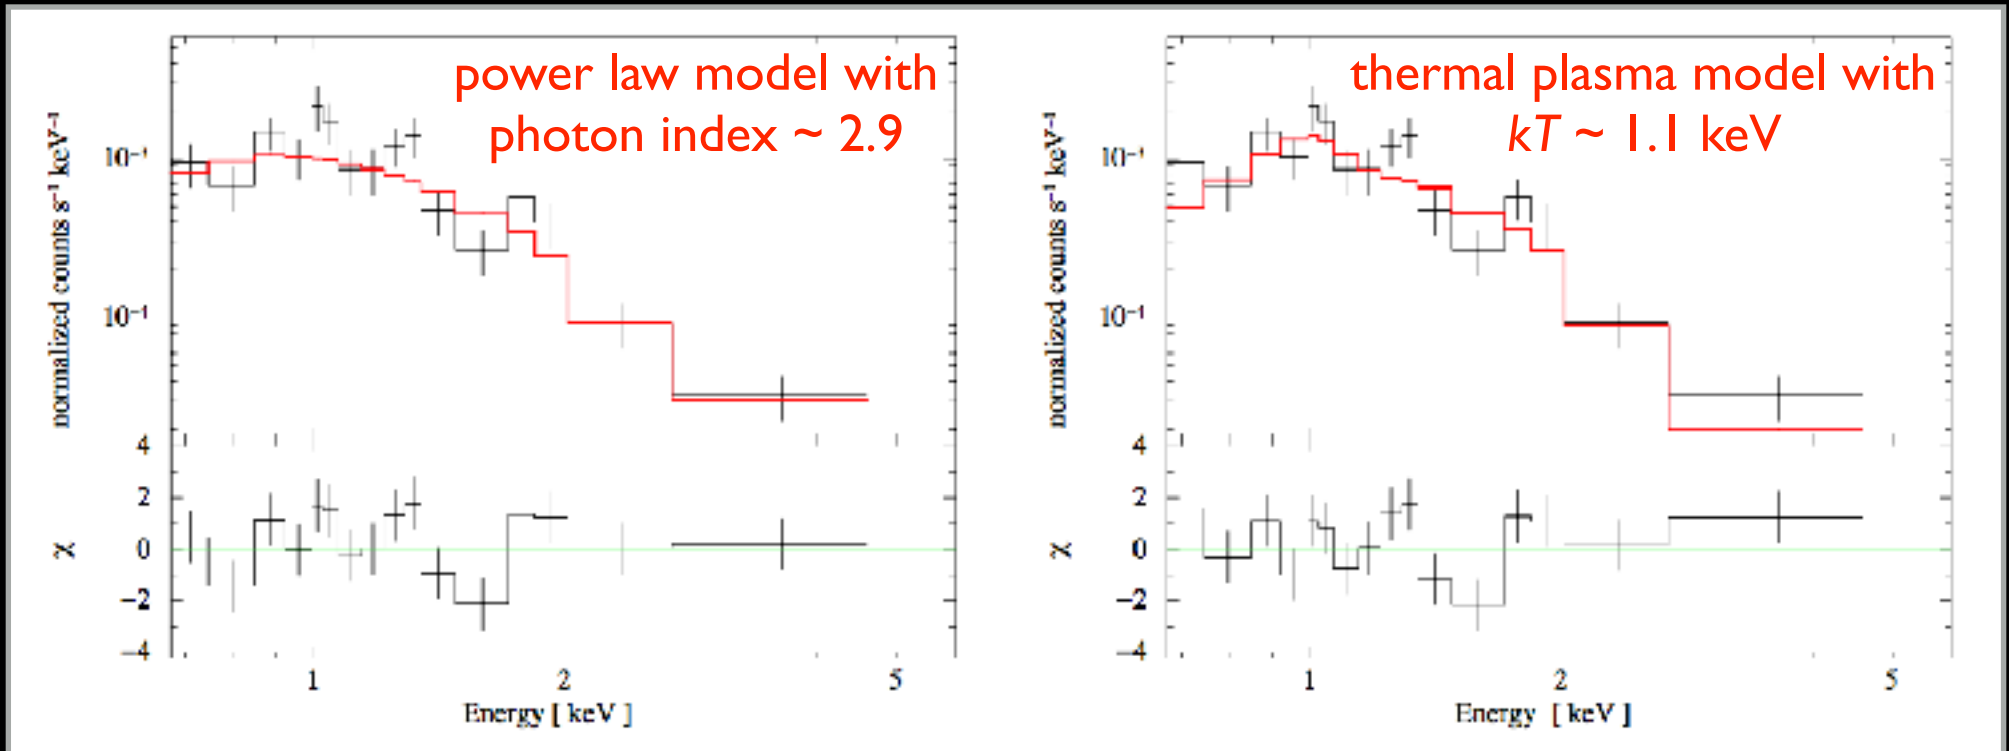 power law model with
photon index ~ 2.9
normalized counts s⁻¹ keV⁻¹
10⁻¹
10⁻¹
4
2
0
−2
−4
χ
1
2
5
Energy [ keV ]
thermal plasma model with
kT ~ 1.1 keV
normalized counts s⁻¹ keV⁻¹
10⁻¹
10⁻¹
4
2
0
−2
−4
χ
1
2
5
Energy [ keV ]